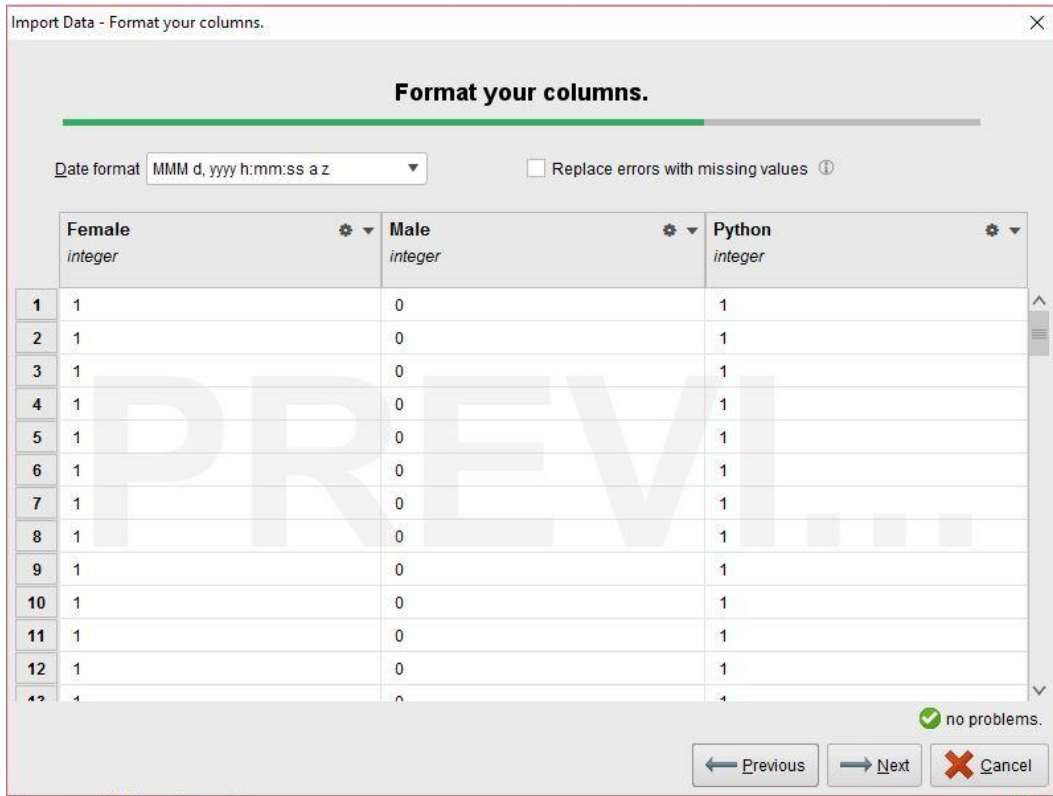 Import Data - Format your columns.
Format your columns.
Date format MMM d, yyyy h:mm:ss a z Replace errors with missing values
Female Male Python
integer integer integer
1 1 0 1
2 1 0 1
3 1 0 1
4 1 0 1
5 1 0 1
6 1 0 1
7 1 0 1
8 1 0 1
9 1 0 1
10 1 0 1
11 1 0 1
12 1 0 1
PREVI...
no problems.
Previous Next Cancel